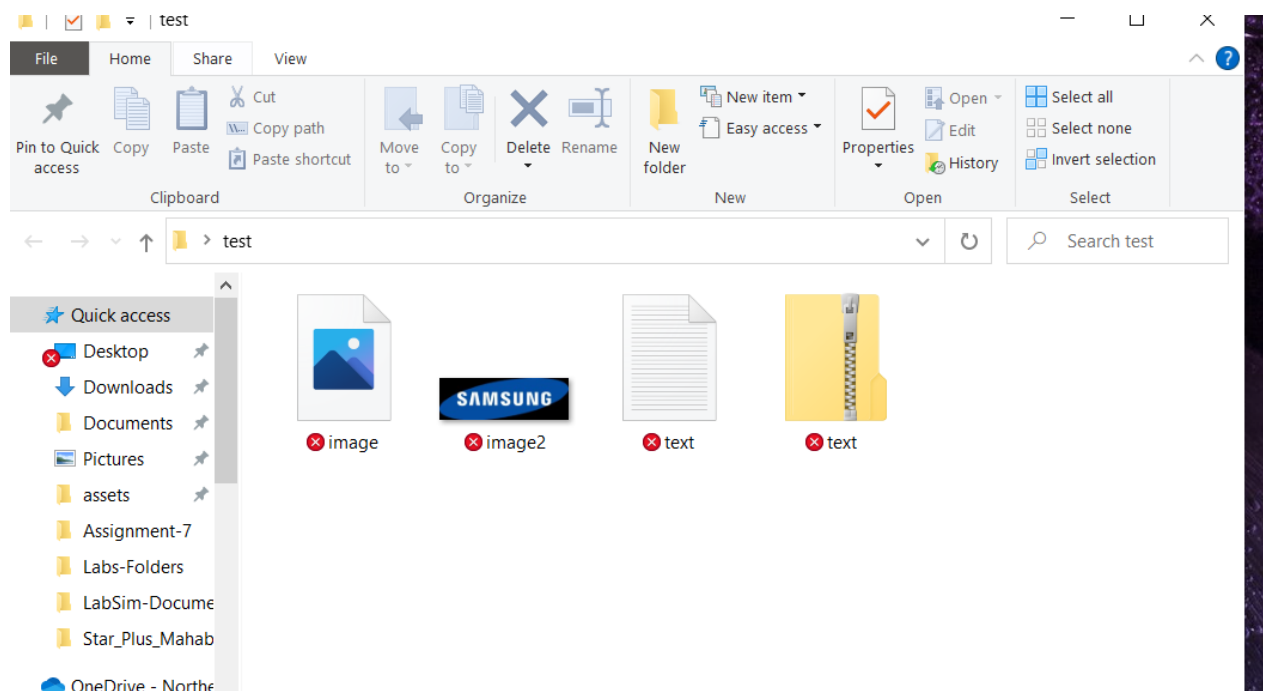 test
File Home Share View
Pin to Quick access
Copy
Paste
Cut
Copy path
Paste shortcut
Clipboard
Move to
Copy to
Delete
Rename
Organize
New folder
New item
Easy access
New
Properties
Open
Edit
History
Open
Select all
Select none
Invert selection
Select
test
Search test
Quick access
Desktop
Downloads
Documents
Pictures
assets
Assignment-7
Labs-Folders
LabSim-Docume
Star_Plus_Mahab
OneDrive - Northe
SAMSUNG
image
image2
text
text